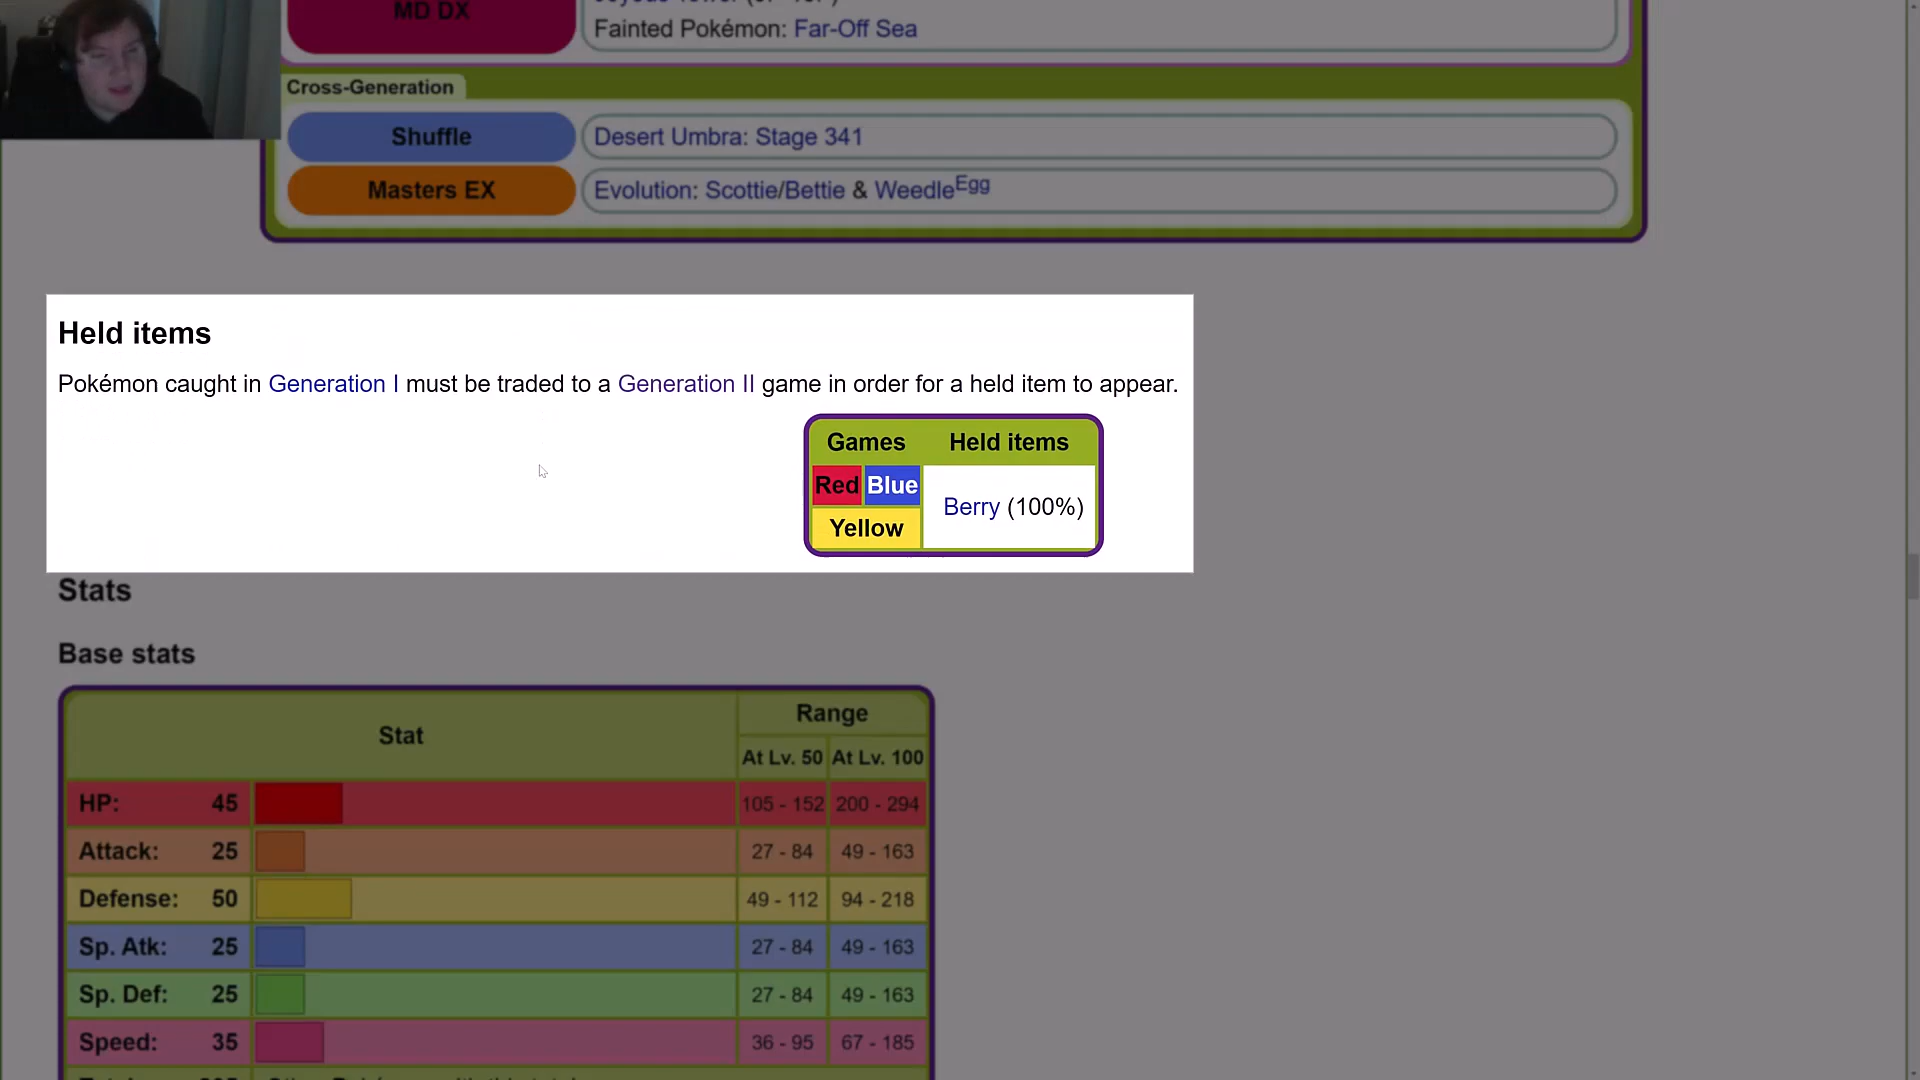 MD DX
Fainted Pokémon: Far-Off Sea
Cross-Generation
Shuffle
Desert Umbra: Stage 341
Masters EX
Evolution: Scottie/Bettie & WeedleEgg
Held items
Pokémon caught in Generation I must be traded to a Generation II game in order for a held item to appear.
Games Held items
Red Blue
Berry (100%)
Yellow
Stats
Base stats
Stat
Range
At Lv. 50 At Lv. 100
HP: 45 105 - 152 200 - 294
Attack: 25 27 - 84 49 - 163
Defense: 50 49 - 112 94 - 218
Sp. Atk: 25 27 - 84 49 - 163
Sp. Def: 25 27 - 84 49 - 163
Speed: 35 36 - 95 67 - 185